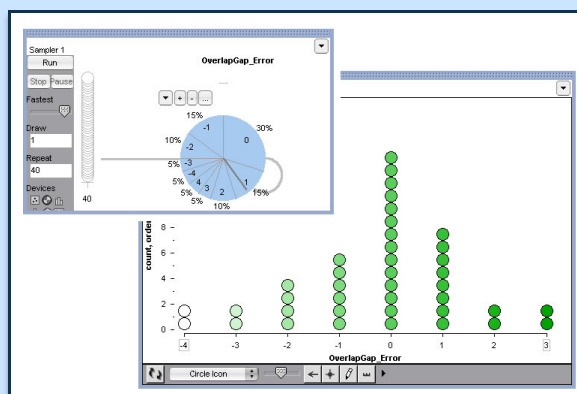 Sampler 1
Run
OverlapGap_Error
Stop Pause
....
Fastest
+ - ...
15%
30%
-1
0
10%
-2
Draw
1
5%
-3
5%
-4
Repeat
40
5%
4
5%
3
2
1
15%
10%
Devices
40
count, order
8
6
4
2
0
-4 -3 -2 -1 0 1 2 3
OverlapGap_Error
Circle Icon